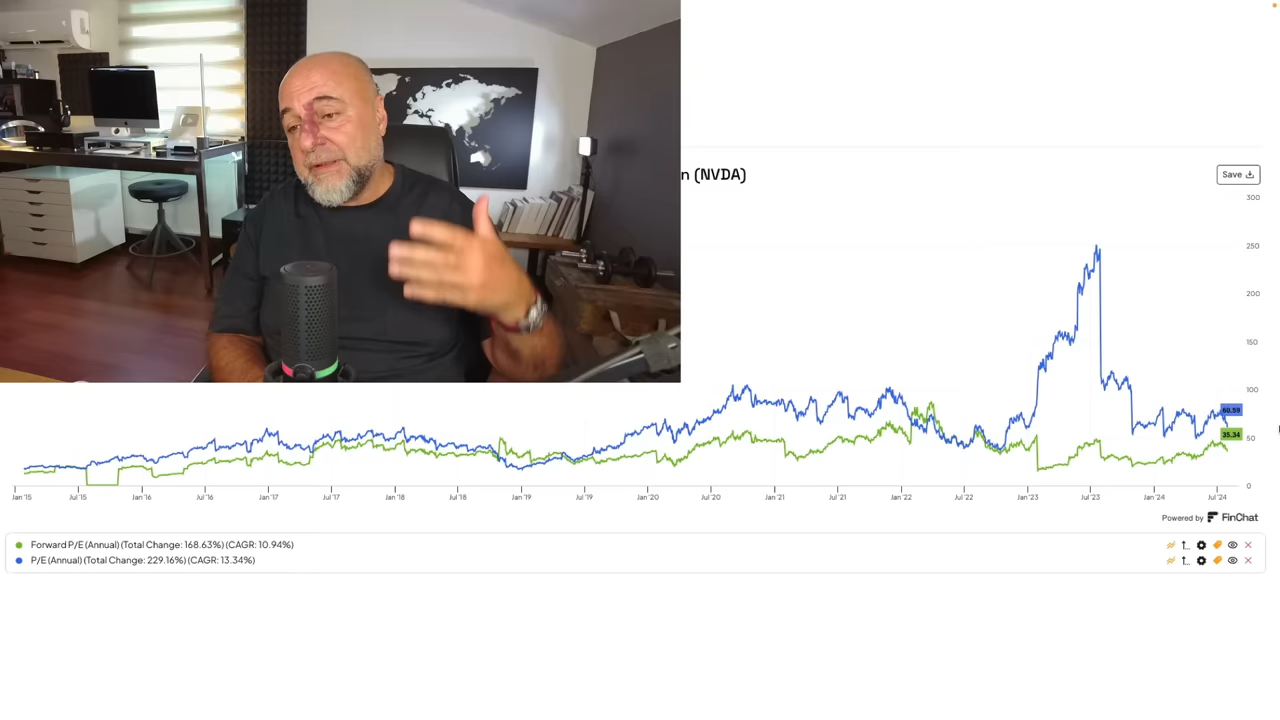 n (NVDA)
Save
300
250
200
150
100
60.59
50
35.34
0
Jan '15 Jul '15 Jan '16 Jul '16 Jan '17 Jul '17 Jan '18 Jul '18 Jan '19 Jul '19 Jan '20 Jul '20 Jan '21 Jul '21 Jan '22 Jul '22 Jan '23 Jul '23 Jan '24 Jul '24
Powered by FinChat
Forward P/E (Annual) (Total Change: 168.63%) (CAGR: 10.94%)
P/E (Annual) (Total Change: 229.16%) (CAGR: 13.34%)